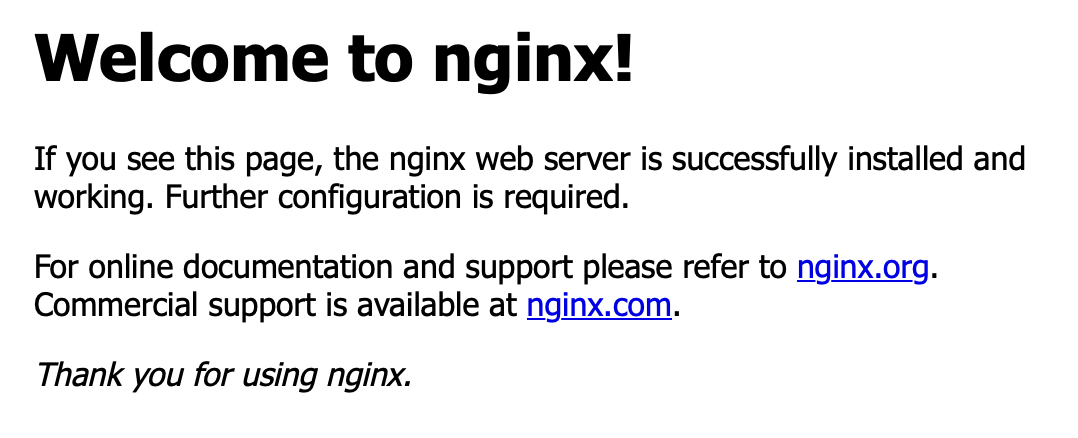 Welcome to nginx!
If you see this page, the nginx web server is successfully installed and
working. Further configuration is required.
For online documentation and support please refer to nginx.org.
Commercial support is available at nginx.com.
Thank you for using nginx.